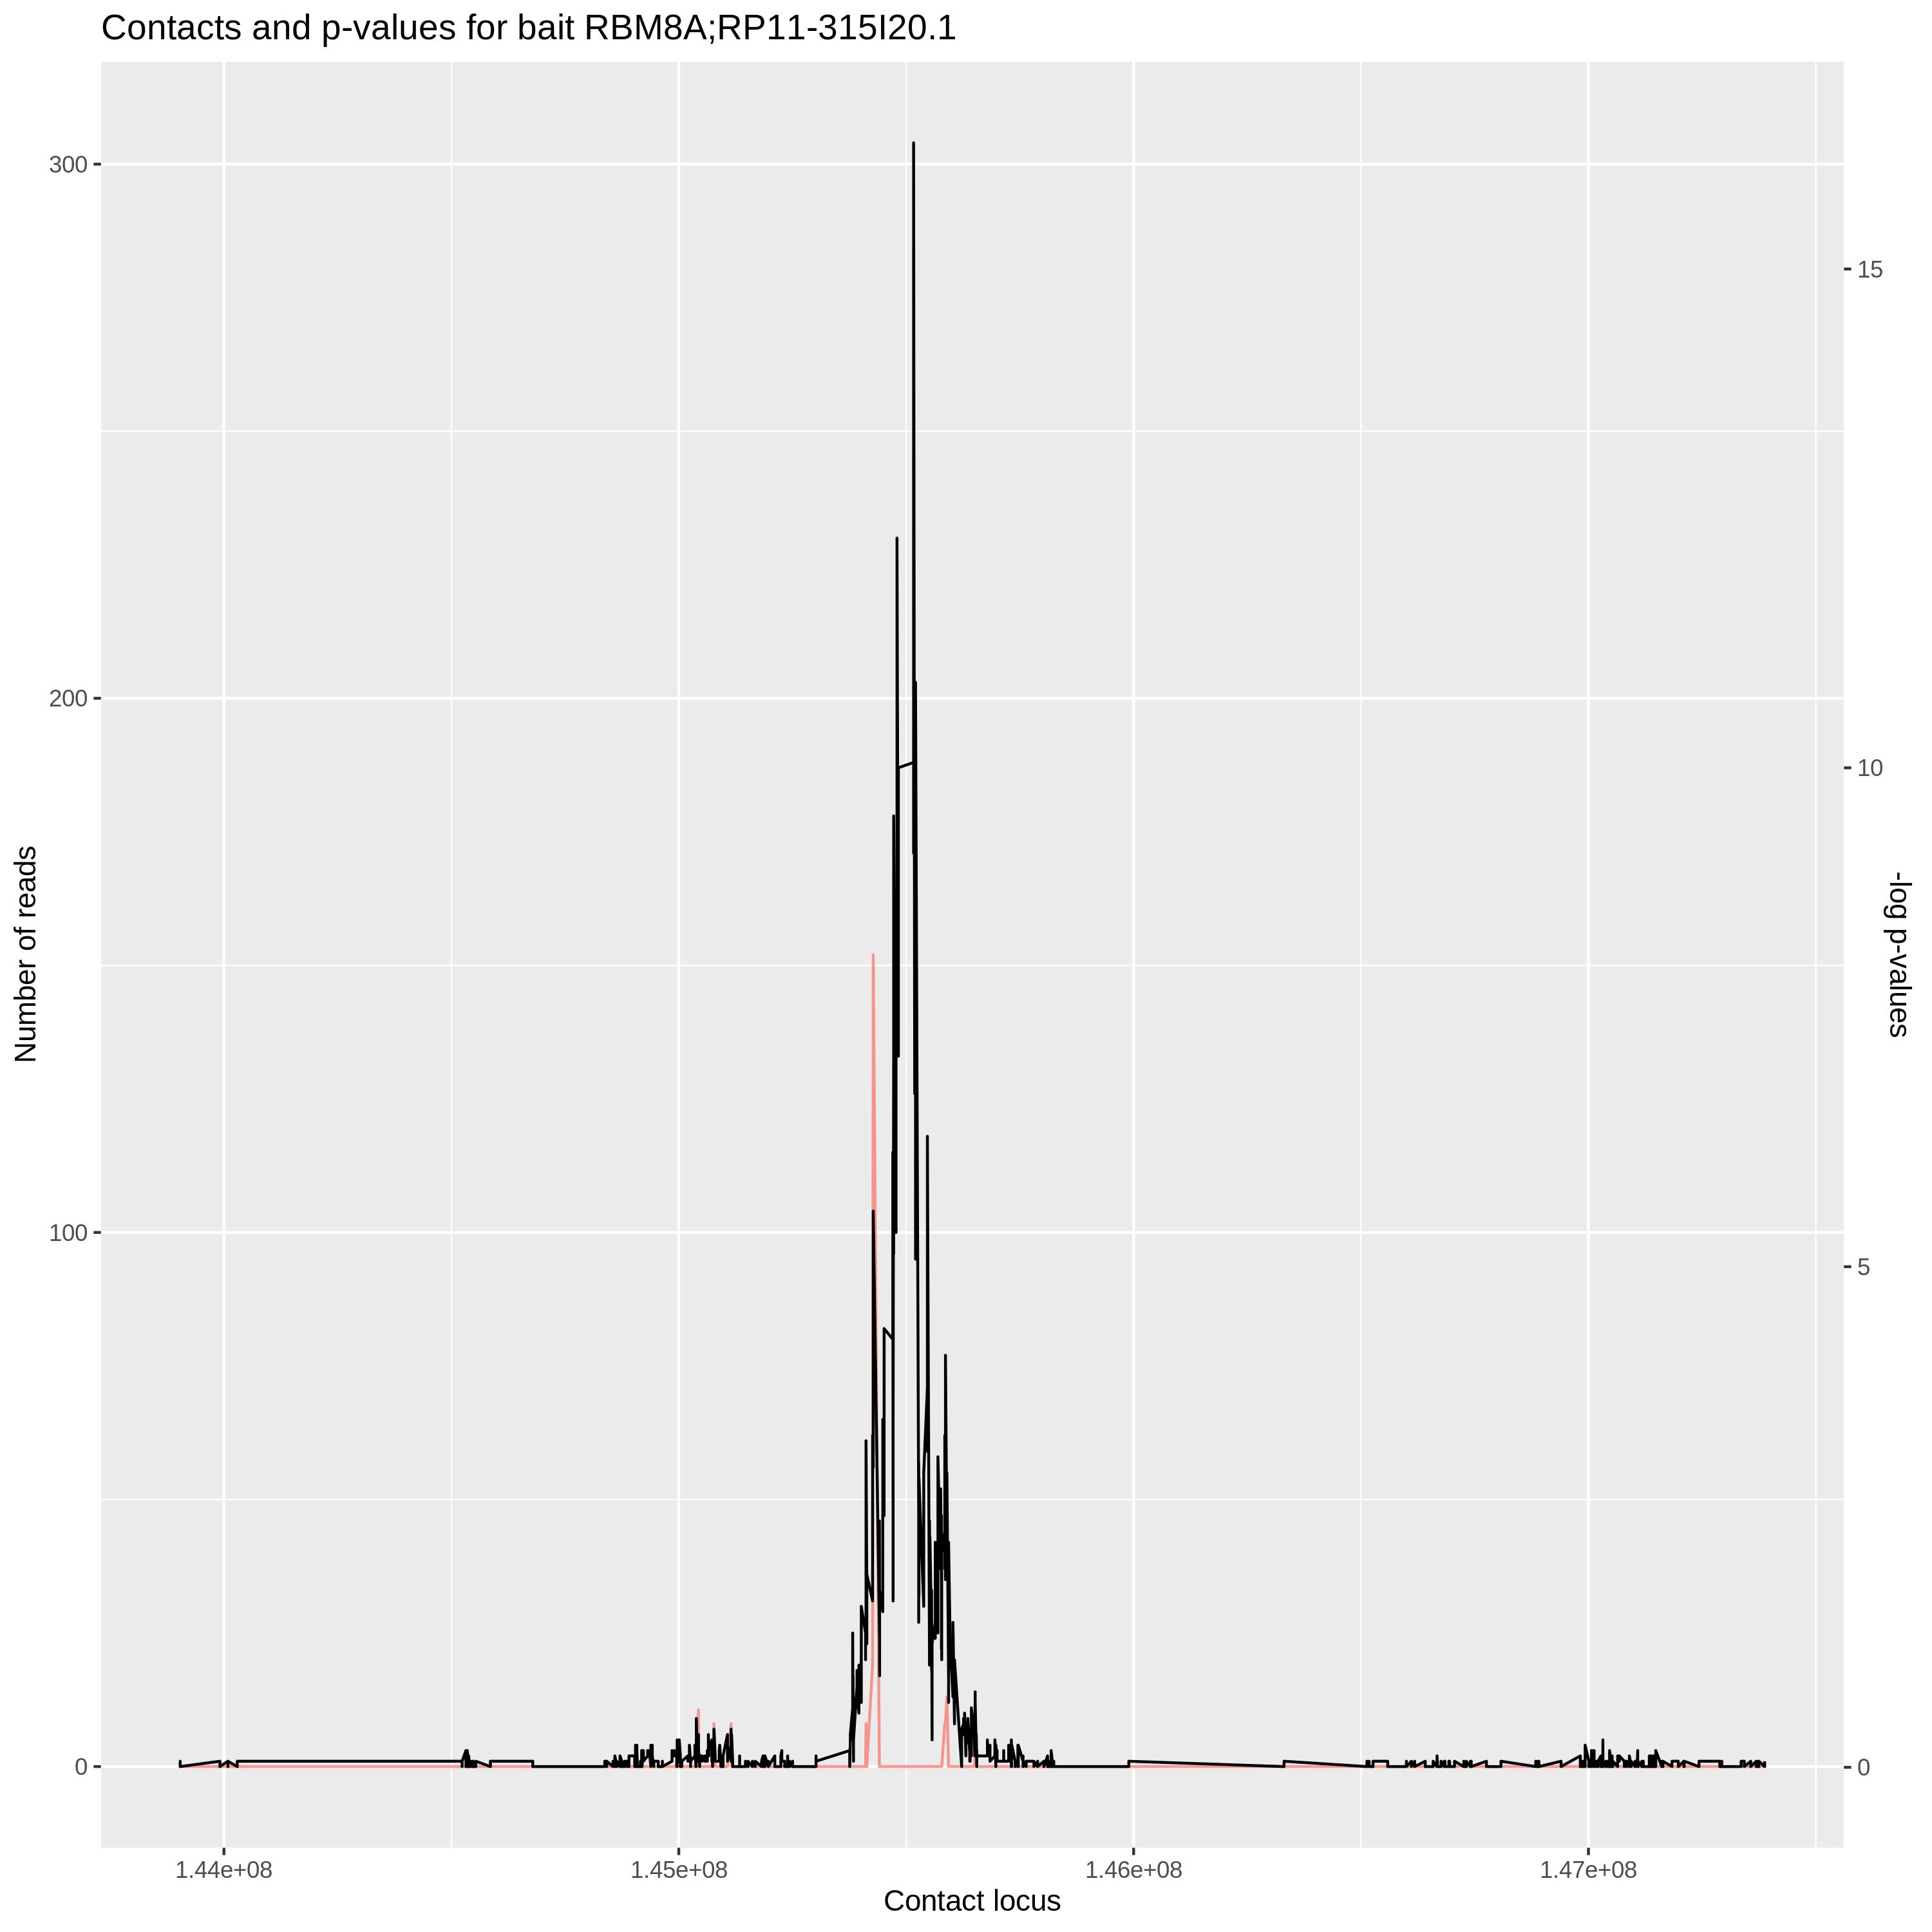 Contacts and p-values for bait RBM8A;RP11-315I20.1
300
200
100
0
Number of reads
15
10
5
0
-log p-values
1.44e+08
1.45e+08
1.46e+08
1.47e+08
Contact locus